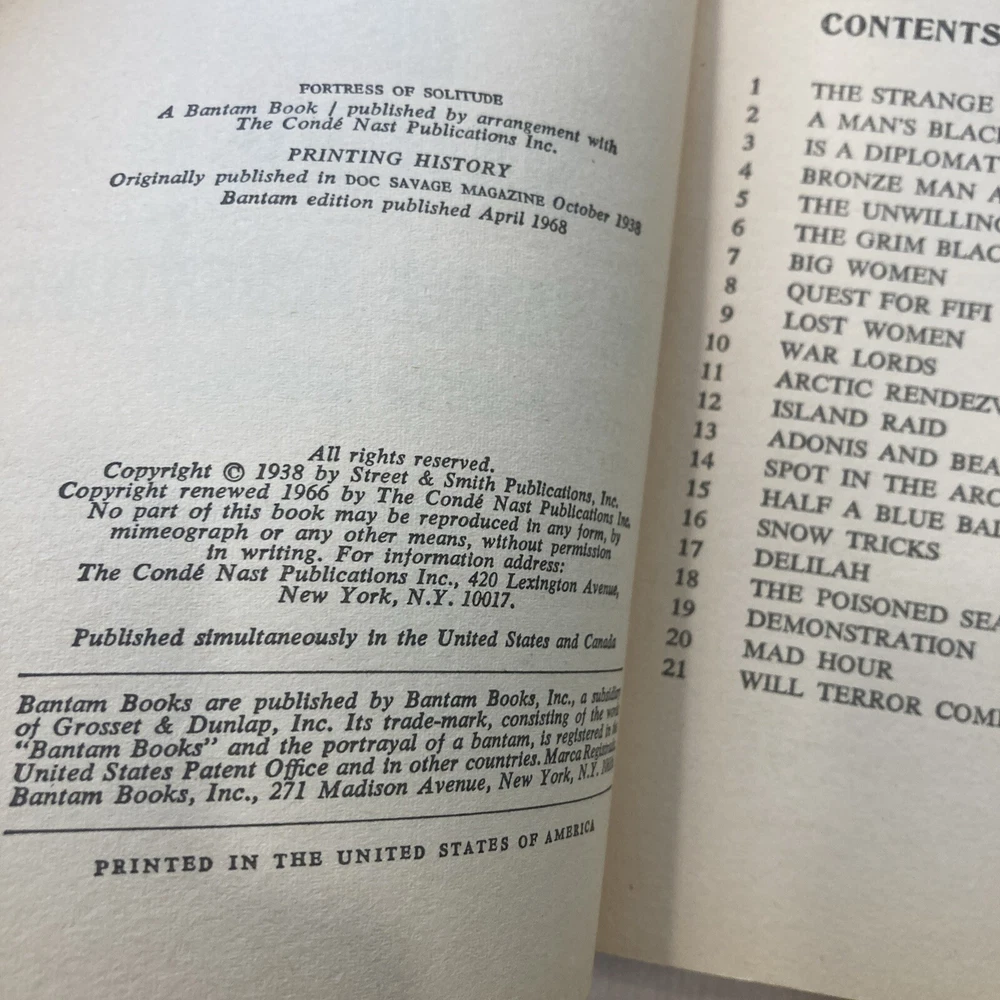 FORTRESS OF SOLITUDE
A Bantam Book / published by arrangement with
The Condé Nast Publications Inc.
PRINTING HISTORY
Originally published in DOC SAVAGE MAGAZINE October 1938
Bantam edition published April 1968
All rights reserved.
Copyright © 1938 by Street & Smith Publications, Inc.
Copyright renewed 1966 by The Condé Nast Publications Inc.
No part of this book may be reproduced in any form, by
mimeograph or any other means, without permission
in writing. For information address:
The Condé Nast Publications Inc., 420 Lexington Avenue,
New York, N.Y. 10017.
Published simultaneously in the United States and Canada
Bantam Books are published by Bantam Books, Inc., a subsidiary
of Grosset & Dunlap, Inc. Its trade-mark, consisting of the words
"Bantam Books" and the portrayal of a bantam, is registered in the
United States Patent Office and in other countries. Marca Registrada.
Bantam Books, Inc., 271 Madison Avenue, New York, N.Y.
PRINTED IN THE UNITED STATES OF AMERICA
CONTENTS
1 THE STRANGE
2 A MAN'S BLAC
3 IS A DIPLOMAT
4 BRONZE MAN A
5 THE UNWILLING
6 THE GRIM BLAC
7 BIG WOMEN
8 QUEST FOR FIFI
9 LOST WOMEN
10 WAR LORDS
11 ARCTIC RENDEZV
12 ISLAND RAID
13 ADONIS AND BEA
14 SPOT IN THE ARC
15 HALF A BLUE BAL
16 SNOW TRICKS
17 DELILAH
18 THE POISONED SEA
19 DEMONSTRATION
20 MAD HOUR
21 WILL TERROR COM